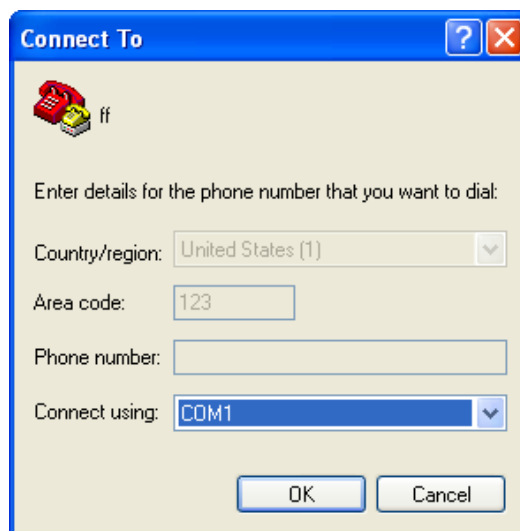 Connect To
ff
Enter details for the phone number that you want to dial:
Country/region: United States (1)
Area code: 123
Phone number:
Connect using: COM1
OK Cancel